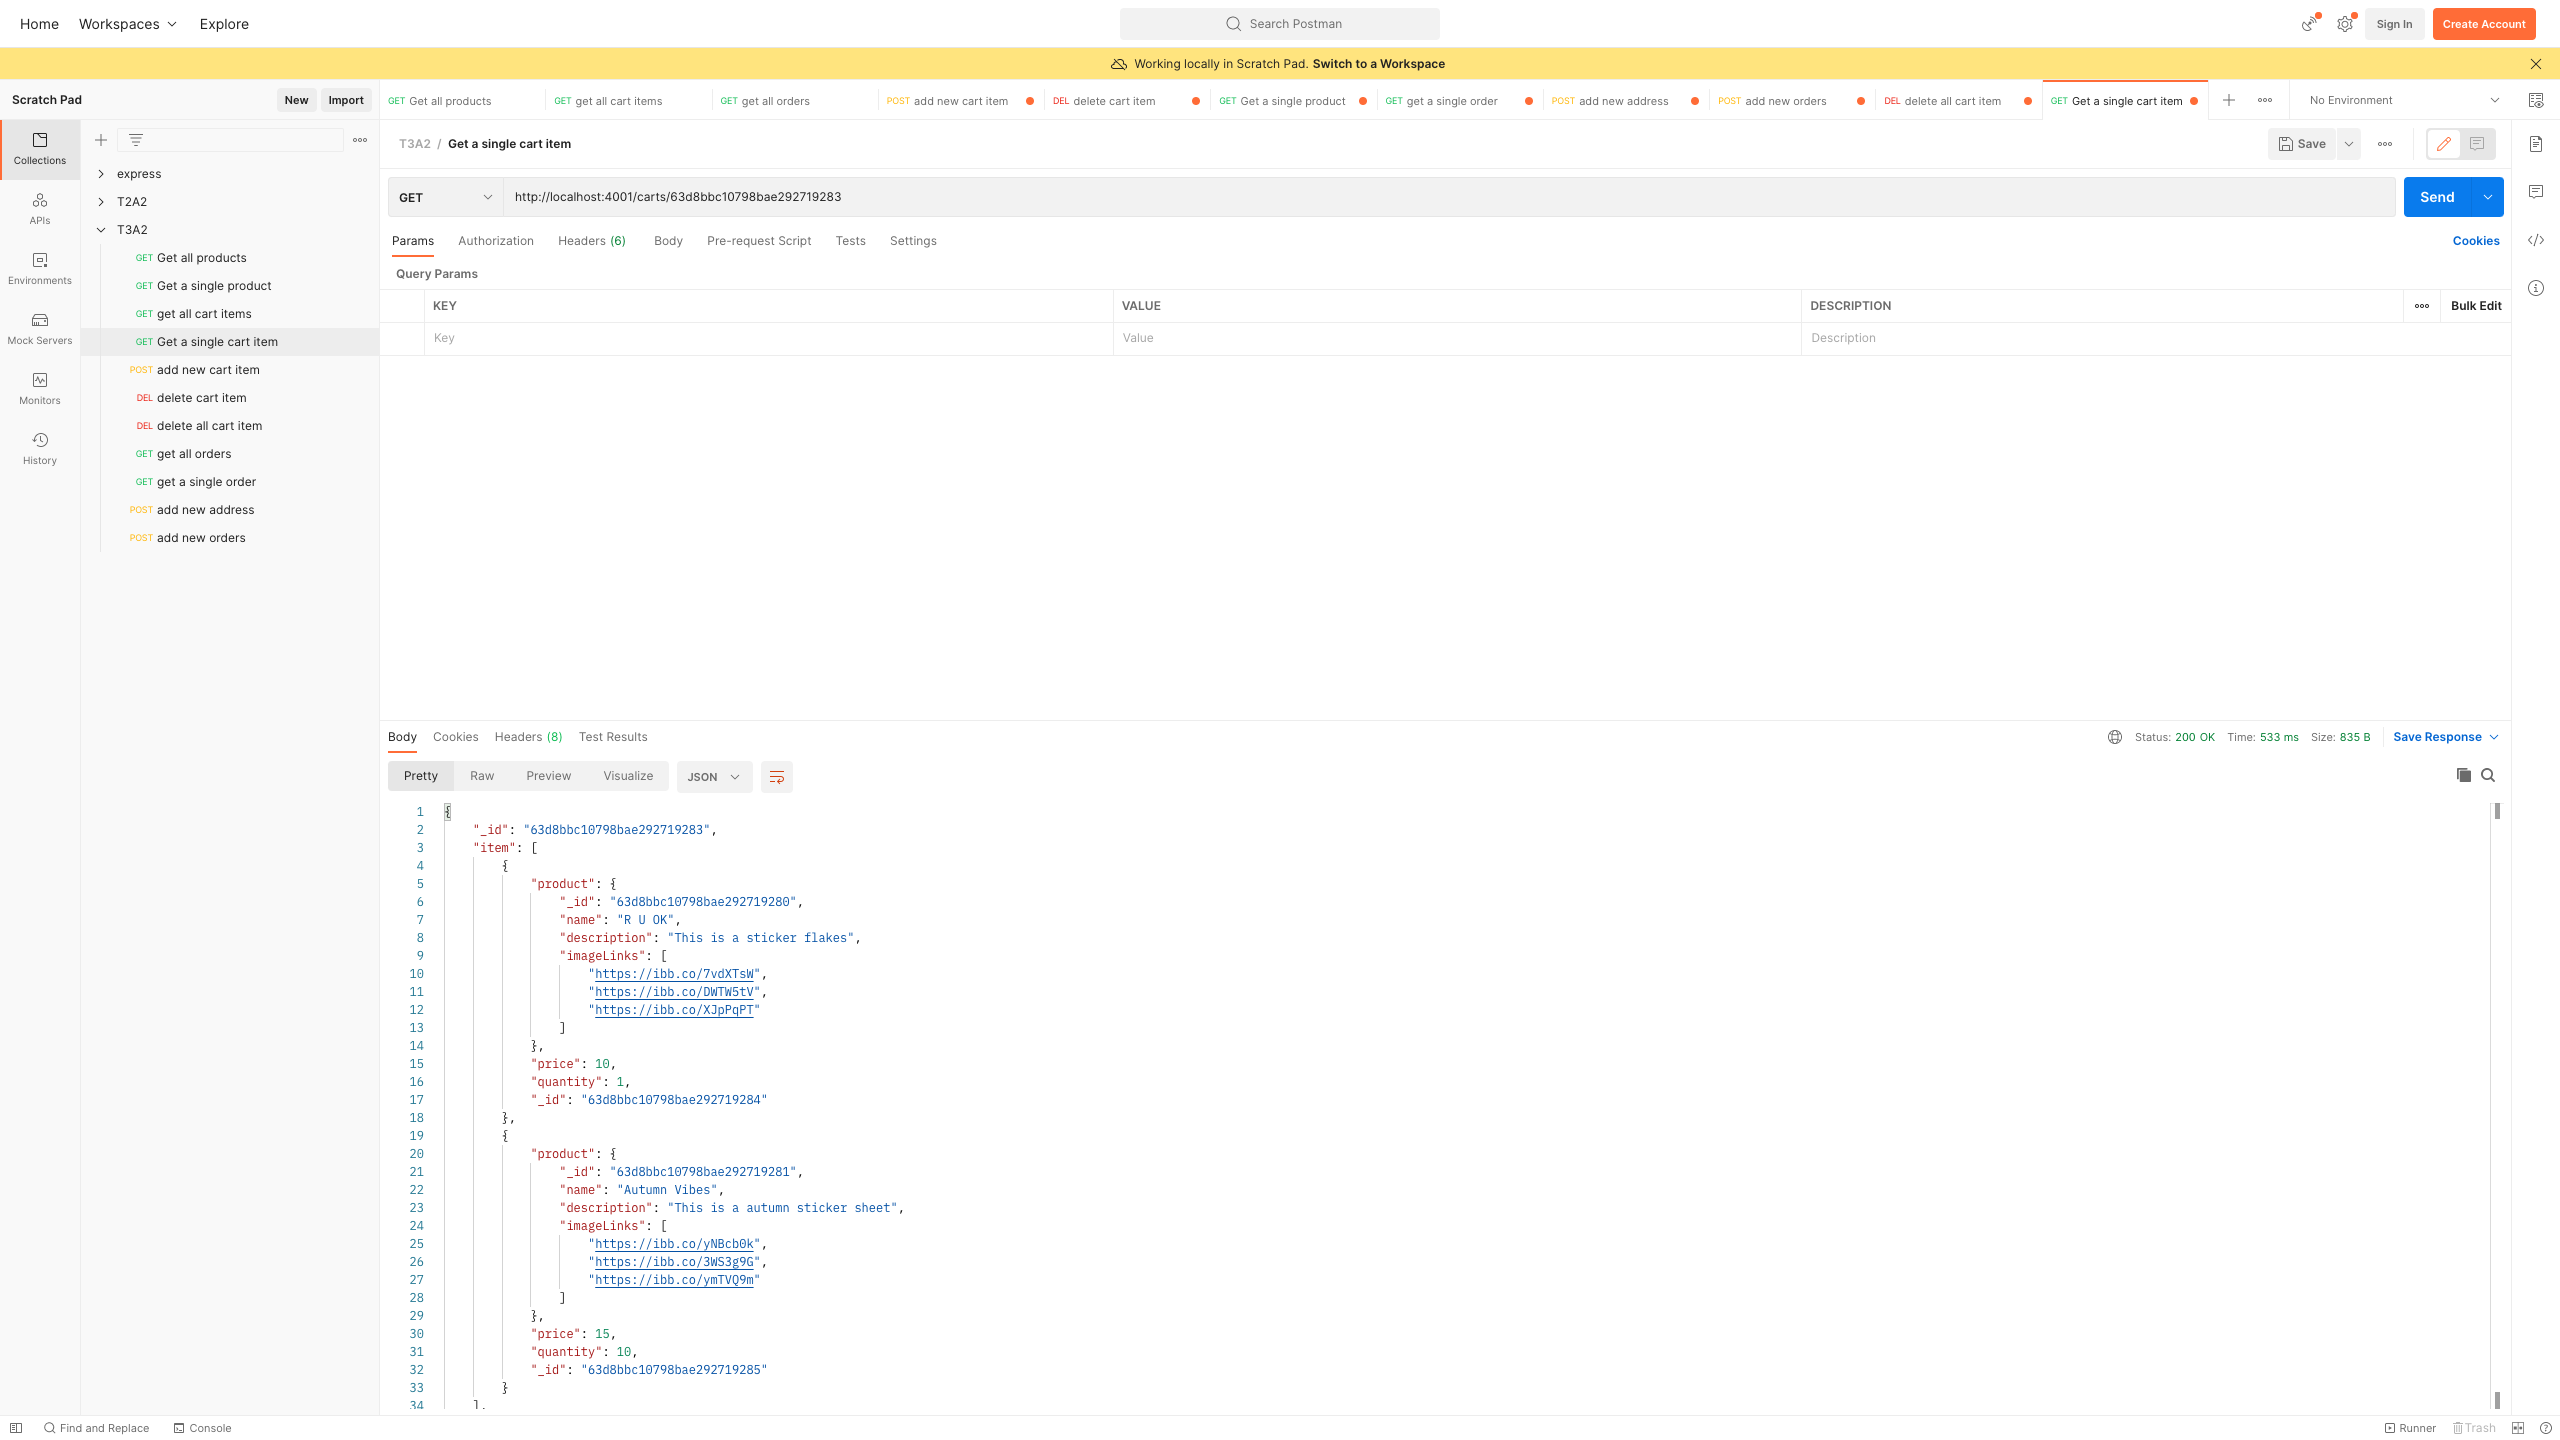 Home Workspaces Explore Search Postman Sign In Create Account
Working locally in Scratch Pad. Switch to a Workspace
Scratch Pad New Import GET Get all products GET get all cart items GET get all orders POST add new cart item DEL delete cart item GET Get a single product GET get a single order POST add new address POST add new orders DEL delete all cart item GET Get a single cart item No Environment
Collections
APIs
Environments
Mock Servers
Monitors
History
express
T2A2
T3A2
GET Get all products
GET Get a single product
GET get all cart items
GET Get a single cart item
POST add new cart item
DEL delete cart item
DEL delete all cart item
GET get all orders
GET get a single order
POST add new address
POST add new orders
T3A2 / Get a single cart item Save
GET http://localhost:4001/carts/63d8bbc10798bae292719283 Send
Params Authorization Headers (6) Body Pre-request Script Tests Settings Cookies
Query Params
KEY VALUE DESCRIPTION Bulk Edit
Key Value Description
Body Cookies Headers (8) Test Results Status: 200 OK Time: 533 ms Size: 835 B Save Response
Pretty Raw Preview Visualize JSON
1 {
2 "_id": "63d8bbc10798bae292719283",
3 "item": [
4 {
5 "product": {
6 "_id": "63d8bbc10798bae292719280",
7 "name": "R U OK",
8 "description": "This is a sticker flakes",
9 "imageLinks": [
10 "https://ibb.co/7vdXTsW",
11 "https://ibb.co/DWTW5tV",
12 "https://ibb.co/XJpPqPT"
13 ]
14 },
15 "price": 10,
16 "quantity": 1,
17 "_id": "63d8bbc10798bae292719284"
18 },
19 {
20 "product": {
21 "_id": "63d8bbc10798bae292719281",
22 "name": "Autumn Vibes",
23 "description": "This is a autumn sticker sheet",
24 "imageLinks": [
25 "https://ibb.co/yNBcb0k",
26 "https://ibb.co/3WS3g9G",
27 "https://ibb.co/ymTVQ9m"
28 ]
29 },
30 "price": 15,
31 "quantity": 10,
32 "_id": "63d8bbc10798bae292719285"
33 }
34 ],
Find and Replace Console Runner Trash